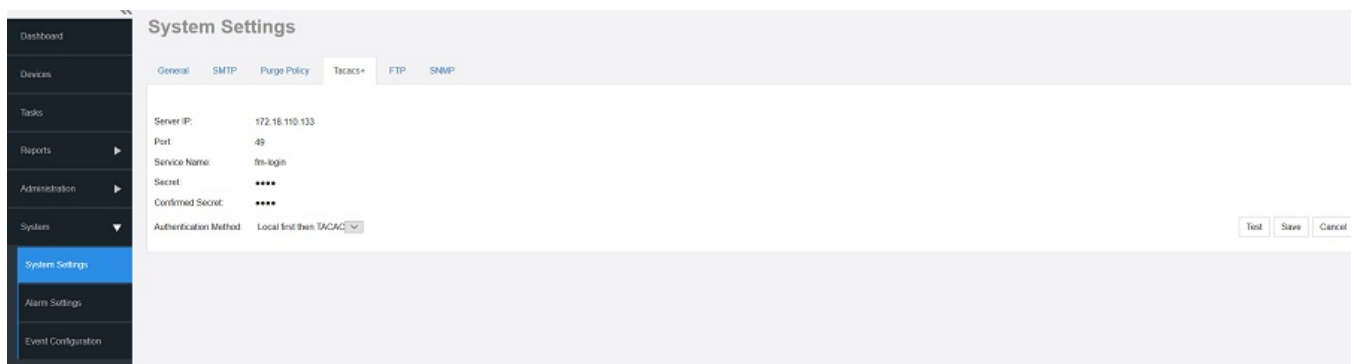 Dashboard
Devices
Tasks
Reports
Administration
System
System Settings
Alarm Settings
Event Configuration
System Settings
General SMTP Purge Policy Tacacs+ FTP SNMP
Server IP: 172.18.110.133
Port 49
Service Name: fm-login
Secret: ••••
Confirmed Secret: ••••
Authentication Method Local first then TACAC
Test Save Cancel